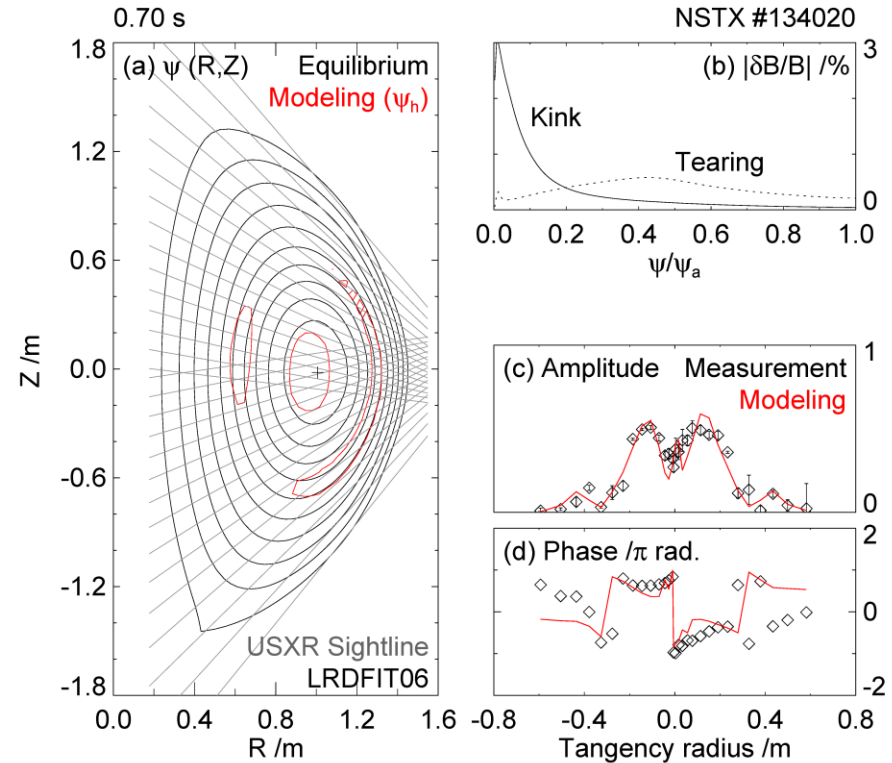 0.70 s
NSTX #134020
(a) ψ (R,Z) Equilibrium
Modeling (ψh)
USXR Sightline
LRDFIT06
1.8
1.2
0.6
0.0
-0.6
-1.2
-1.8
Z /m
0.0 0.4 0.8 1.2 1.6
R /m
(b) |δB/B| /%
Kink
Tearing
3
0
0.0 0.2 0.4 0.6 0.8 1.0
ψ/ψa
(c) Amplitude Measurement
Modeling
1
0
(d) Phase /π rad.
2
0
-2
-0.8 -0.4 0.0 0.4 0.8
Tangency radius /m